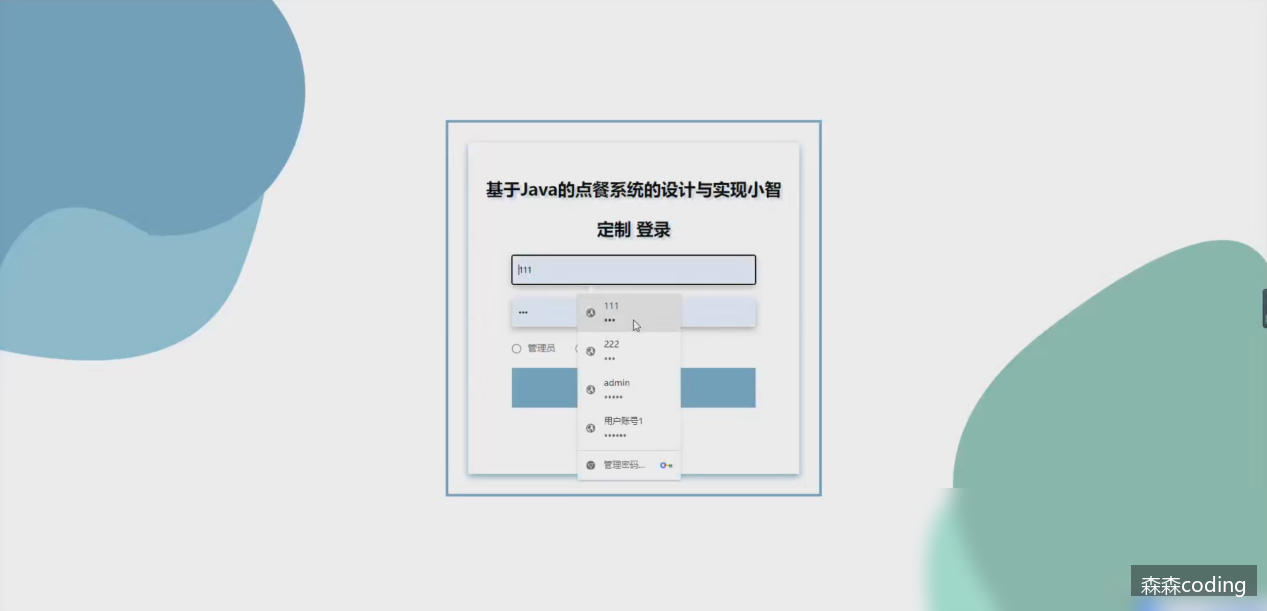 基于Java的点餐系统的设计与实现小智
定制 登录
111
•••
111
•••
222
•••
管理员
admin
•••••
用户账号1
••••••
管理密码...
森森coding